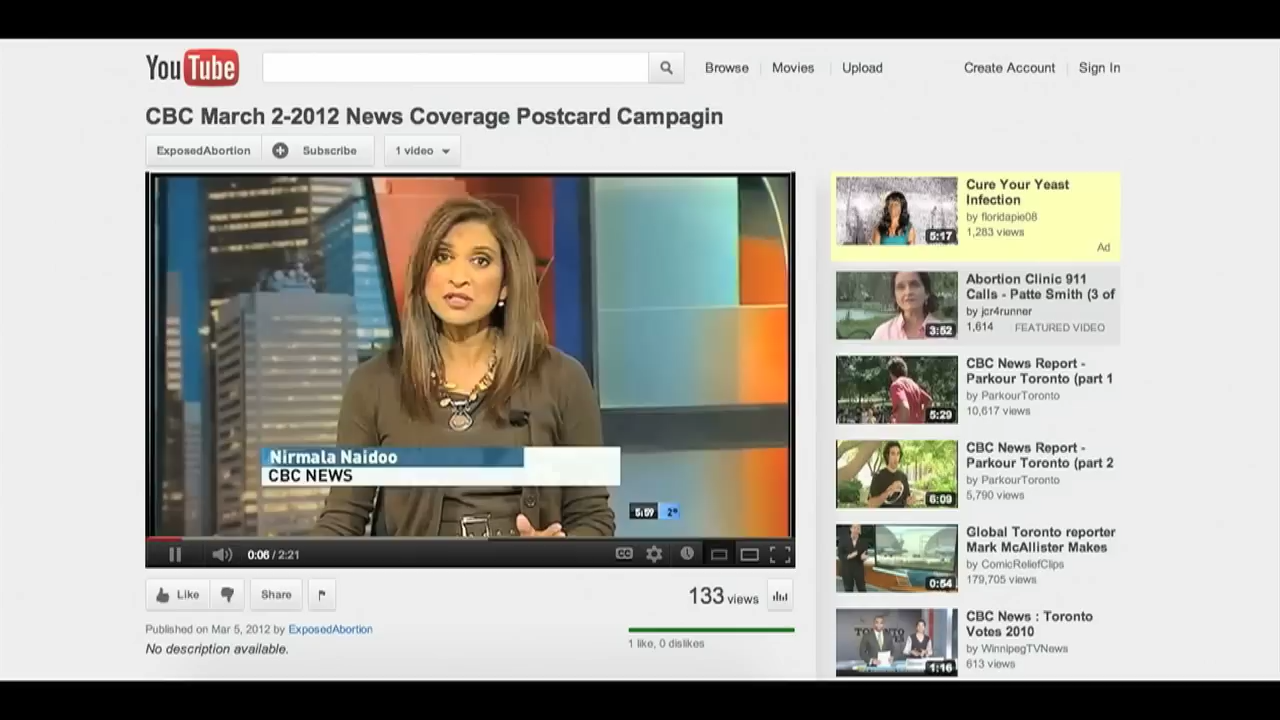 YouTube
Browse
Movies
Upload
Create Account
Sign In
CBC March 2-2012 News Coverage Postcard Campagin
ExposedAbortion
Subscribe
1 video
Nirmala Naidoo
CBC NEWS
5:59 2°
0:06 / 2:21
CC
Like
Share
133 views
Published on Mar 5, 2012 by ExposedAbortion
1 like, 0 dislikes
No description available.
Cure Your Yeast
Infection
by floridapie08
1,283 views
Ad
5:17
Abortion Clinic 911
Calls - Patte Smith (3 of
by jcr4runner
1,614 FEATURED VIDEO
3:52
CBC News Report -
Parkour Toronto (part 1
by ParkourToronto
10,617 views
5:29
CBC News Report -
Parkour Toronto (part 2
by ParkourToronto
5,790 views
6:09
Global Toronto reporter
Mark McAllister Makes
by ComicReliefClips
179,705 views
0:54
CBC News : Toronto
Votes 2010
by WinnipegTVNews
613 views
TORONTO
1:16